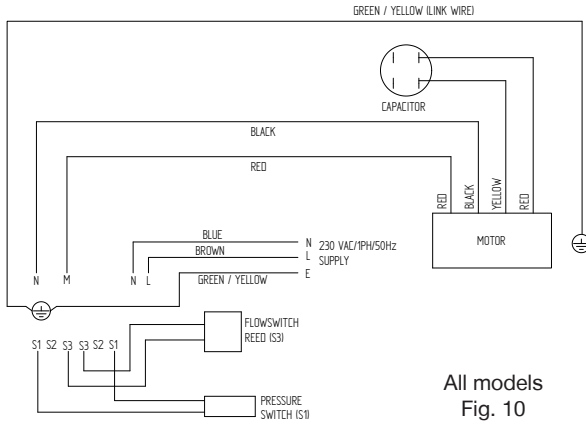 GREEN / YELLOW (LINK WIRE)
CAPACITOR
BLACK
RED
RED
BLACK
YELLOW
RED
MOTOR
BLUE
BROWN
GREEN / YELLOW
N
L
E
230 VAC/1PH/50Hz
SUPPLY
N M N L
S1 S2 S3 S3 S2 S1
FLOWSWITCH
REED (S3)
PRESSURE
SWITCH (S1)
All models
Fig. 10